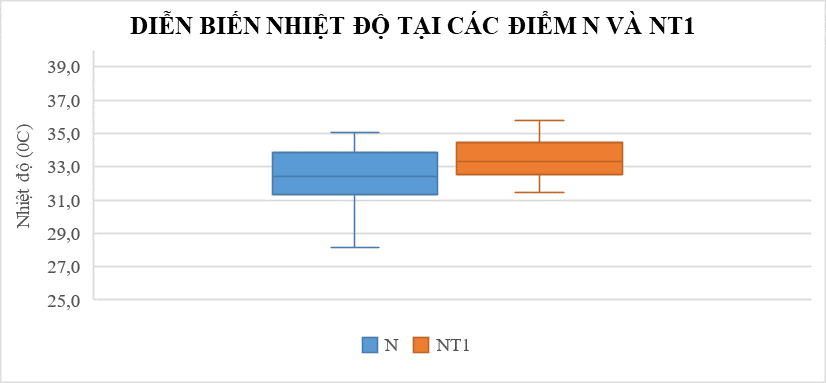 DIỄN BIẾN NHIỆT ĐỘ TẠI CÁC ĐIỂM N VÀ NT1
Nhiệt độ (0C)
39,0
37,0
35,0
33,0
31,0
29,0
27,0
25,0
N NT1